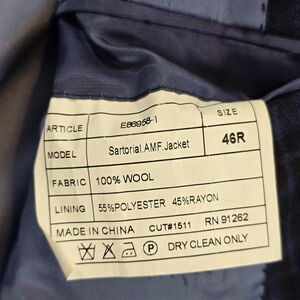 ARTICLE E86958-1 SIZE
MODEL Sartorial.A.M.F.Jacket 46R
FABRIC 100% WOOL
LINING 55%POLYESTER 45%RAYON
MADE IN CHINA CUT#1511 RN 91262
P DRY CLEAN ONLY